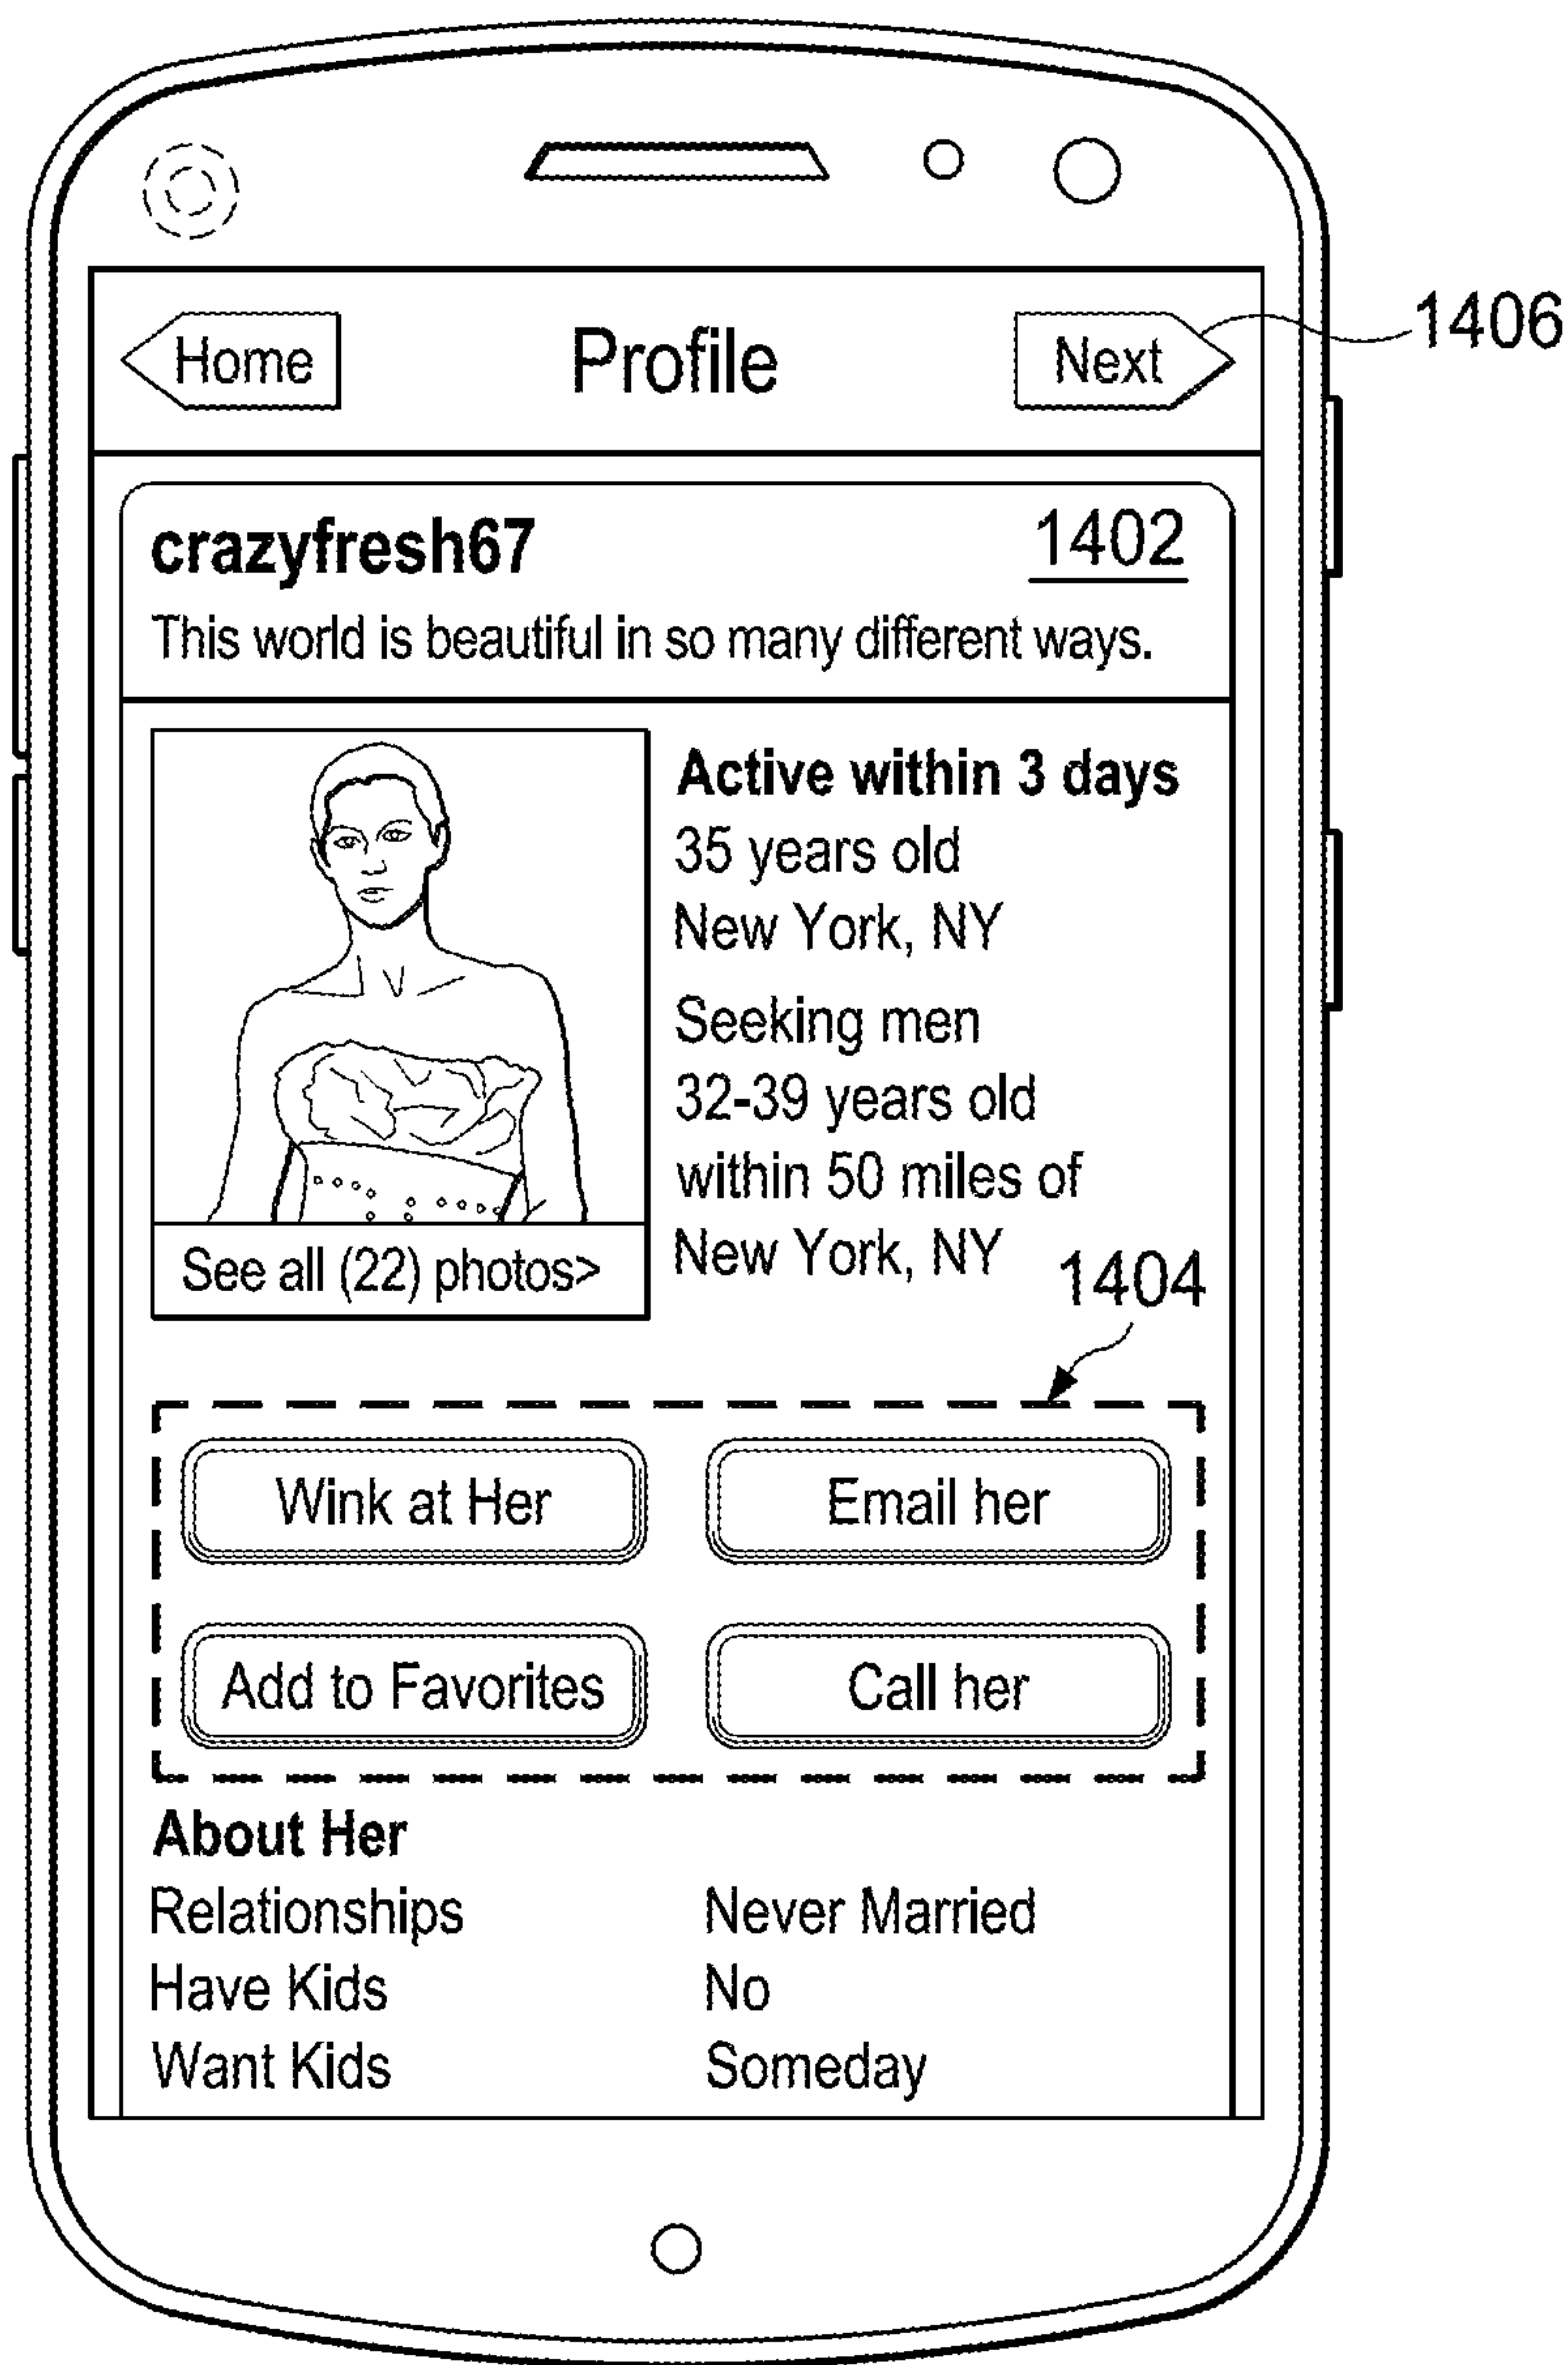 Home Profile Next 1406
crazyfresh67 1402
This world is beautiful in so many different ways.
Active within 3 days
35 years old
New York, NY
Seeking men
32-39 years old
within 50 miles of
New York, NY
See all (22) photos>
1404
Wink at Her Email her
Add to Favorites Call her
About Her
Relationships Never Married
Have Kids No
Want Kids Someday